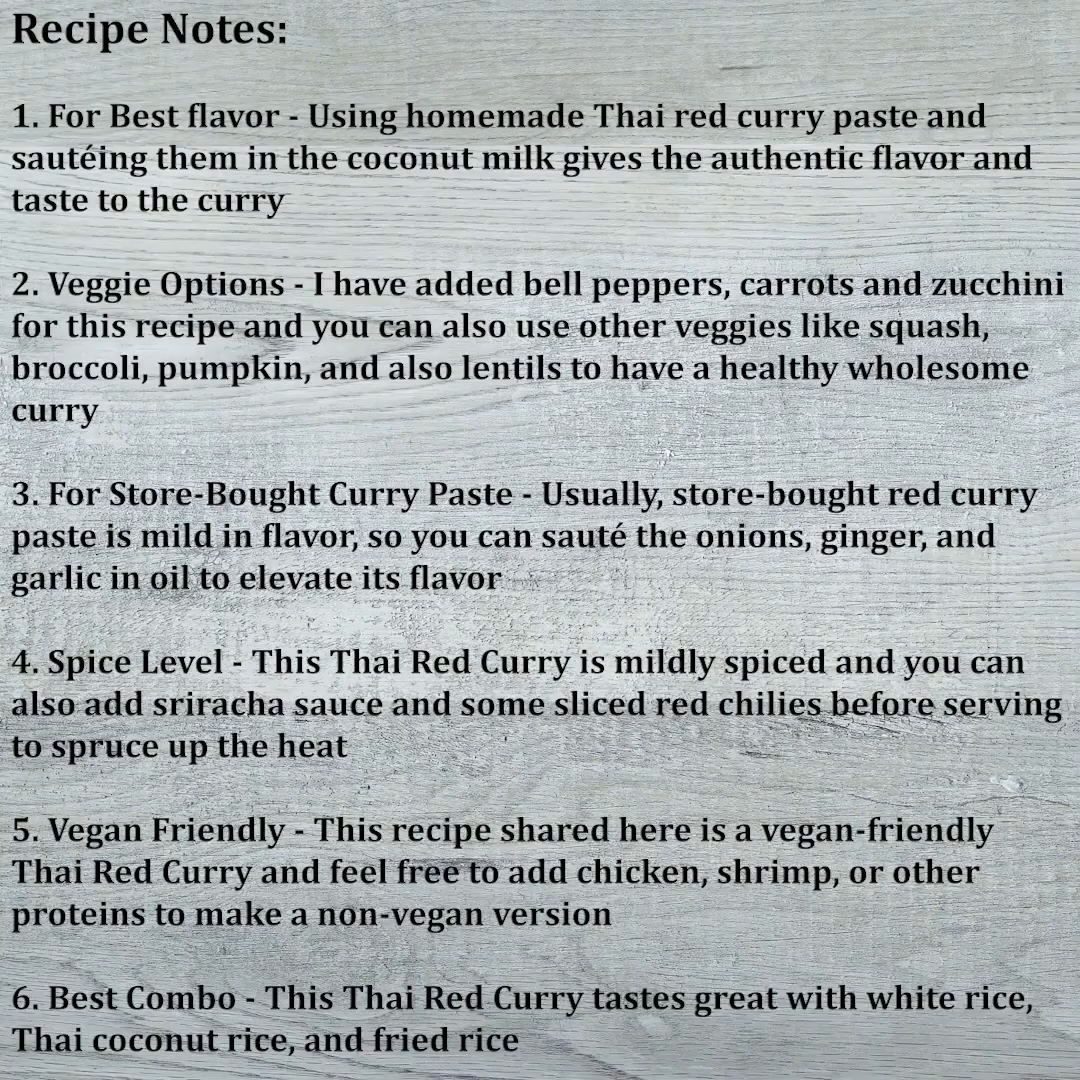 Recipe Notes:
1. For Best flavor - Using homemade Thai red curry paste and
sautéing them in the coconut milk gives the authentic flavor and
taste to the curry
2. Veggie Options - I have added bell peppers, carrots and zucchini
for this recipe and you can also use other veggies like squash,
broccoli, pumpkin, and also lentils to have a healthy wholesome
curry
3. For Store-Bought Curry Paste - Usually, store-bought red curry
paste is mild in flavor, so you can sauté the onions, ginger, and
garlic in oil to elevate its flavor
4. Spice Level - This Thai Red Curry is mildly spiced and you can
also add sriracha sauce and some sliced red chilies before serving
to spruce up the heat
5. Vegan Friendly - This recipe shared here is a vegan-friendly
Thai Red Curry and feel free to add chicken, shrimp, or other
proteins to make a non-vegan version
6. Best Combo - This Thai Red Curry tastes great with white rice,
Thai coconut rice, and fried rice